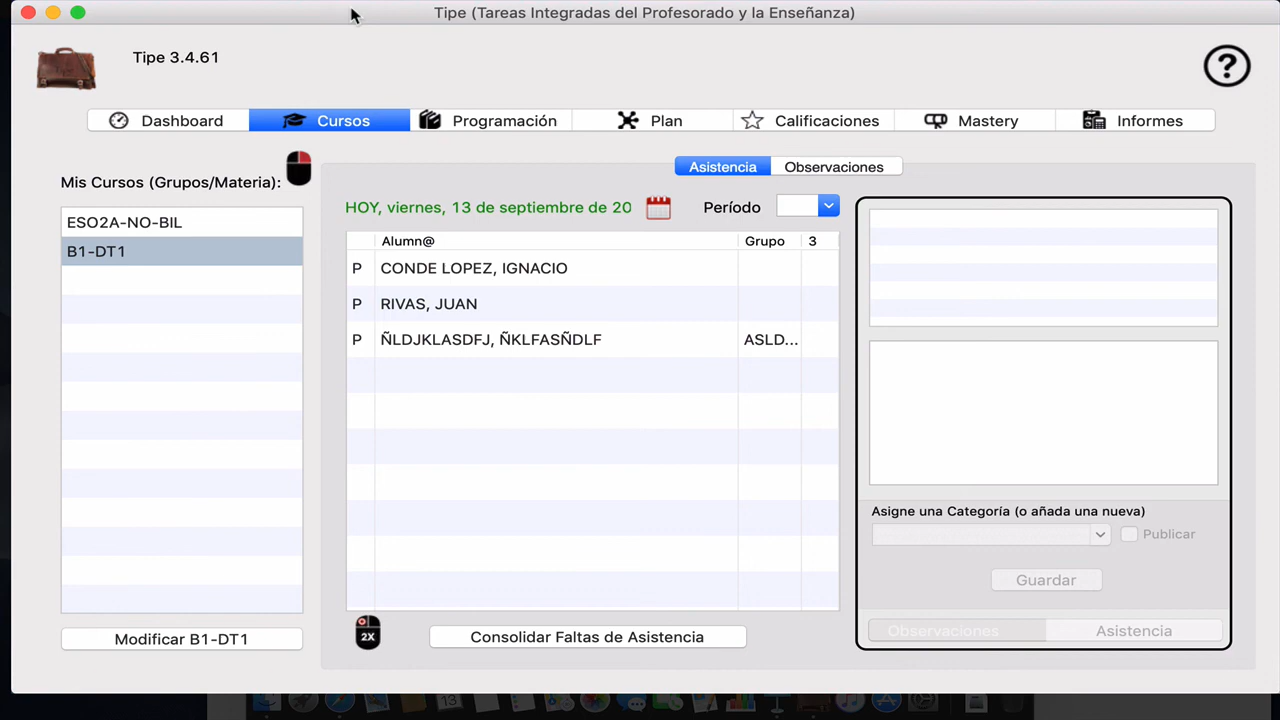 Tipe (Tareas Integradas del Profesorado y la Enseñanza)
Tipe 3.4.61
Dashboard
Cursos
Programación
Plan
Calificaciones
Mastery
Informes
Mis Cursos (Grupos/Materia):
ESO2A-NO-BIL
B1-DT1
Modificar B1-DT1
Asistencia
Observaciones
HOY, viernes, 13 de septiembre de 20
Período
Alumn@ Grupo 3
P CONDE LOPEZ, IGNACIO
P RIVAS, JUAN
P ÑLDJKLASDFJ, ÑKLFASÑDLF ASLD...
2X
Consolidar Faltas de Asistencia
Asigne una Categoría (o añada una nueva)
Publicar
Guardar
Observaciones
Asistencia
13